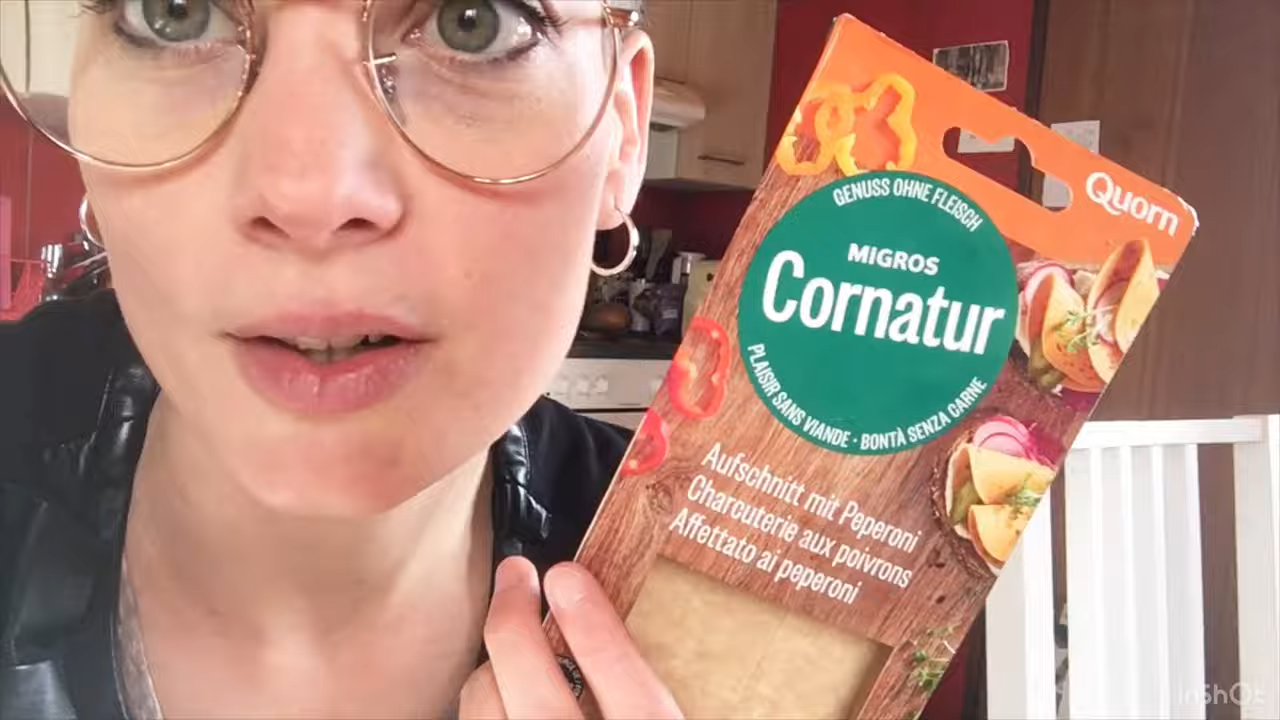 Quorn
GENUSS OHNE FLEISCH
MIGROS
Cornatur
PLAISIR SANS VIANDE · BONTÀ SENZA CARNE
Aufschnitt mit Peperoni
Charcuterie aux poivrons
Affettato ai peperoni
InShOt